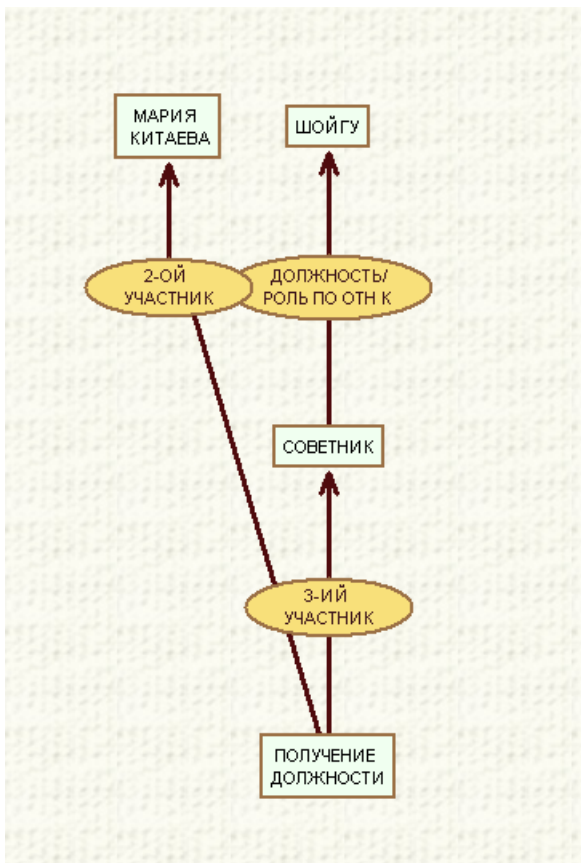 МАРИЯ
КИТАЕВА
ШОЙГУ
2-ОЙ
УЧАСТНИК
ДОЛЖНОСТЬ/
РОЛЬ ПО ОТН К
СОВЕТНИК
3-ИЙ
УЧАСТНИК
ПОЛУЧЕНИЕ
ДОЛЖНОСТИ